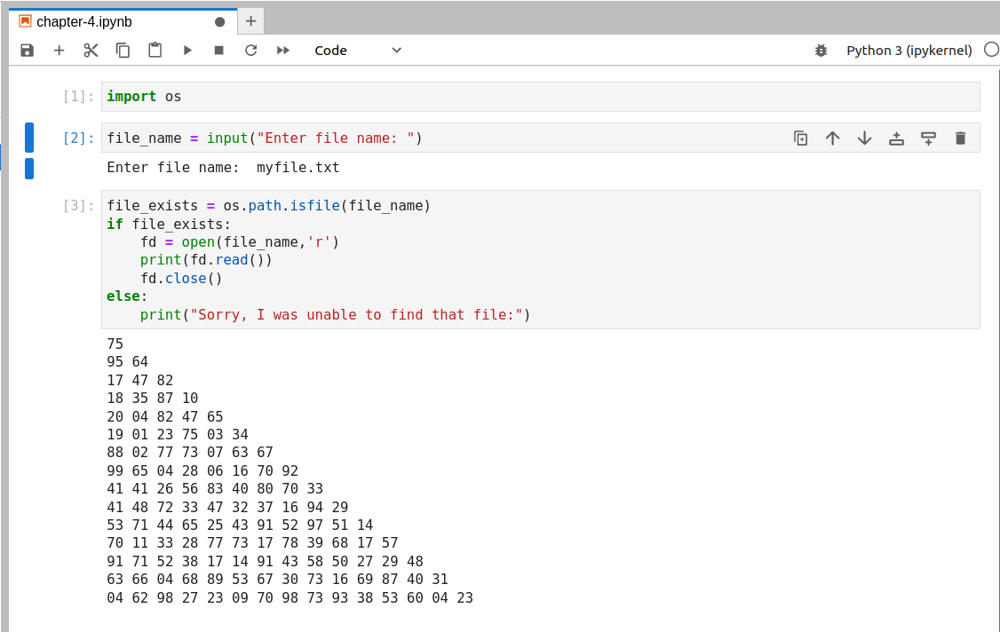 chapter-4.ipynb
Code
Python 3 (ipykernel)
[1]: import os
[2]: file_name = input("Enter file name: ")
Enter file name:  myfile.txt
[3]: file_exists = os.path.isfile(file_name)
if file_exists:
    fd = open(file_name,'r')
    print(fd.read())
    fd.close()
else:
    print("Sorry, I was unable to find that file:")
75
95 64
17 47 82
18 35 87 10
20 04 82 47 65
19 01 23 75 03 34
88 02 77 73 07 63 67
99 65 04 28 06 16 70 92
41 41 26 56 83 40 80 70 33
41 48 72 33 47 32 37 16 94 29
53 71 44 65 25 43 91 52 97 51 14
70 11 33 28 77 73 17 78 39 68 17 57
91 71 52 38 17 14 91 43 58 50 27 29 48
63 66 04 68 89 53 67 30 73 16 69 87 40 31
04 62 98 27 23 09 70 98 73 93 38 53 60 04 23